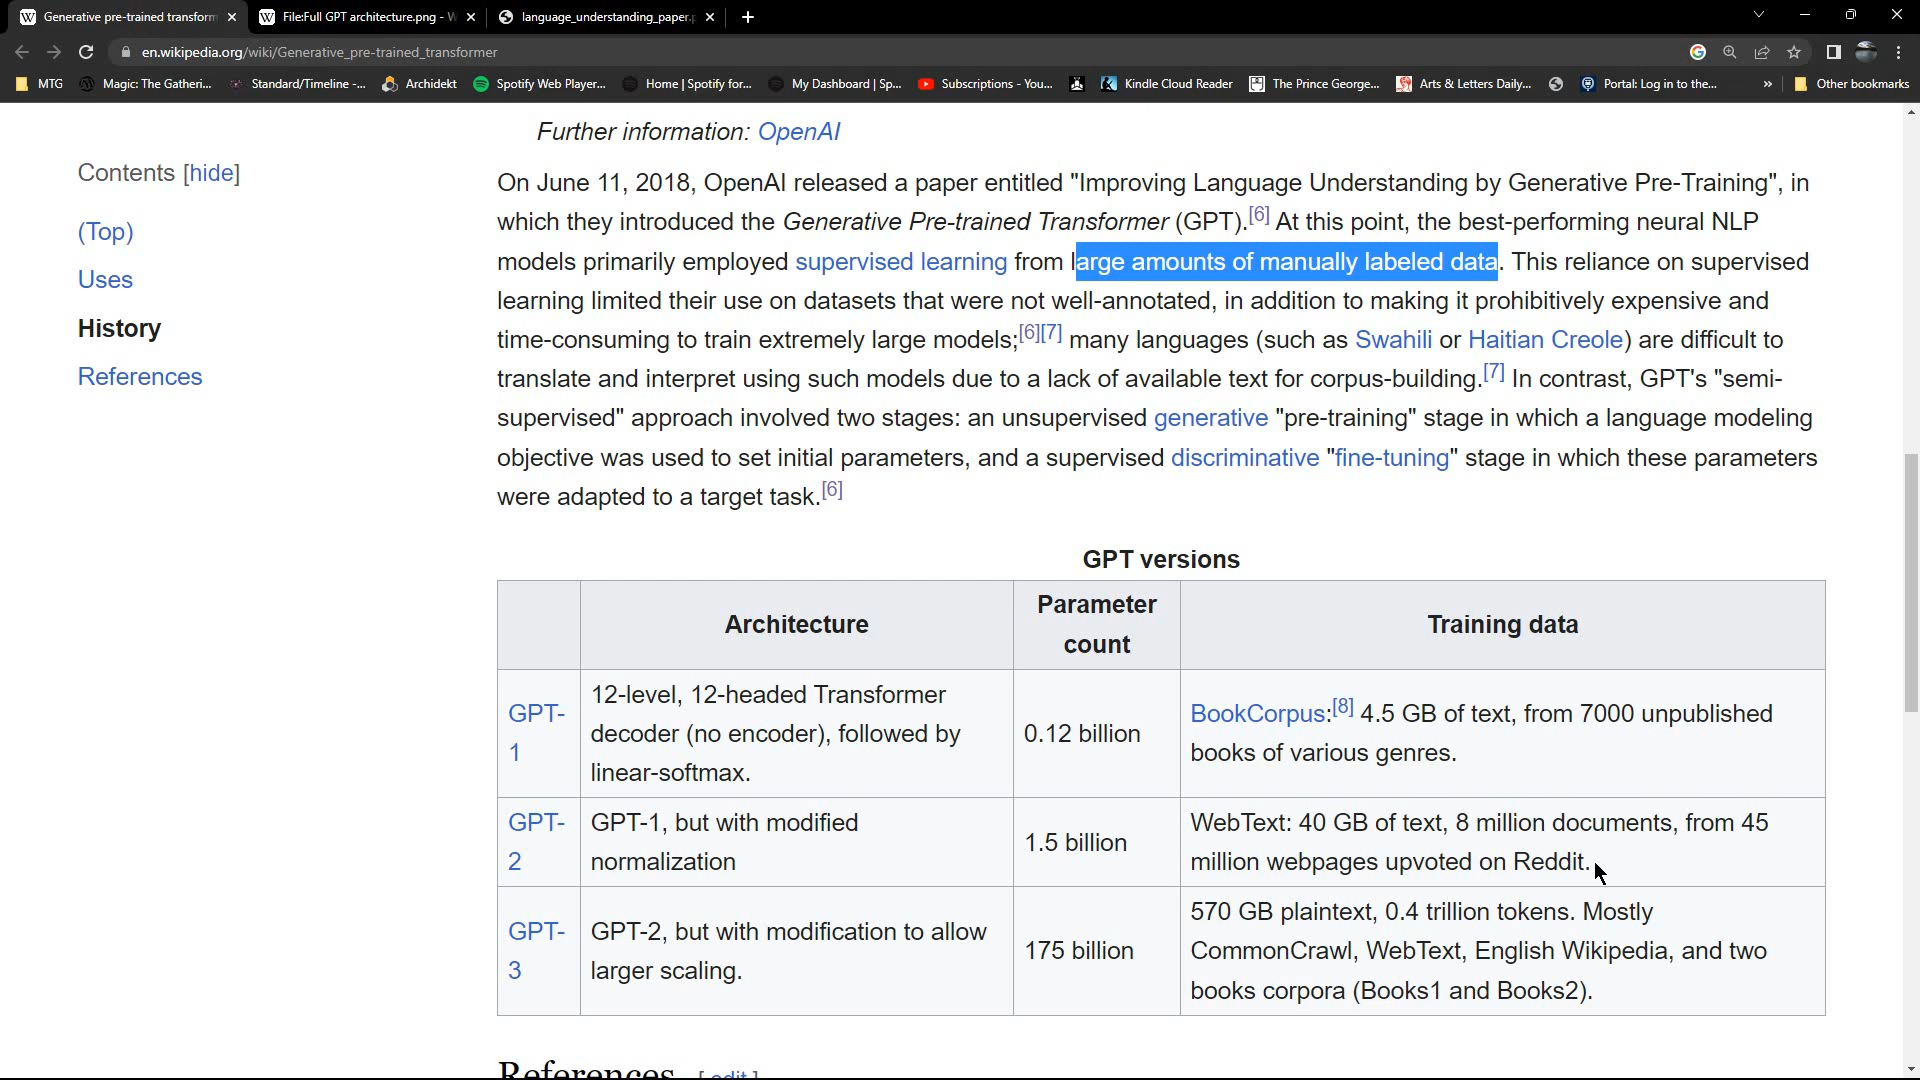 Generative pre-trained transform
File:Full GPT architecture.png - W
language_understanding_paper.p
en.wikipedia.org/wiki/Generative_pre-trained_transformer
MTG
Magic: The Gatheri...
Standard/Timeline -...
Archidekt
Spotify Web Player...
Home | Spotify for...
My Dashboard | Sp...
Subscriptions - You...
Kindle Cloud Reader
The Prince George...
Arts & Letters Daily...
Portal: Log in to the...
»
Other bookmarks
Contents [hide]
(Top)
Uses
History
References
Further information: OpenAI
On June 11, 2018, OpenAI released a paper entitled "Improving Language Understanding by Generative Pre-Training", in
which they introduced the Generative Pre-trained Transformer (GPT).[6] At this point, the best-performing neural NLP
models primarily employed supervised learning from large amounts of manually labeled data. This reliance on supervised
learning limited their use on datasets that were not well-annotated, in addition to making it prohibitively expensive and
time-consuming to train extremely large models;[6][7] many languages (such as Swahili or Haitian Creole) are difficult to
translate and interpret using such models due to a lack of available text for corpus-building.[7] In contrast, GPT's "semi-
supervised" approach involved two stages: an unsupervised generative "pre-training" stage in which a language modeling
objective was used to set initial parameters, and a supervised discriminative "fine-tuning" stage in which these parameters
were adapted to a target task.[6]
GPT versions
Architecture
Parameter
count
Training data
GPT-
1
12-level, 12-headed Transformer
decoder (no encoder), followed by
linear-softmax.
0.12 billion
BookCorpus:[8] 4.5 GB of text, from 7000 unpublished
books of various genres.
GPT-
2
GPT-1, but with modified
normalization
1.5 billion
WebText: 40 GB of text, 8 million documents, from 45
million webpages upvoted on Reddit.
GPT-
3
GPT-2, but with modification to allow
larger scaling.
175 billion
570 GB plaintext, 0.4 trillion tokens. Mostly
CommonCrawl, WebText, English Wikipedia, and two
books corpora (Books1 and Books2).
References [ edit ]